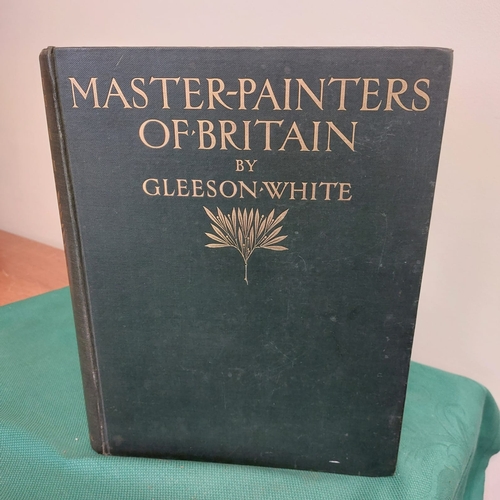 MASTER-PAINTERS
OF·BRITAIN
BY
GLEESON·WHITE